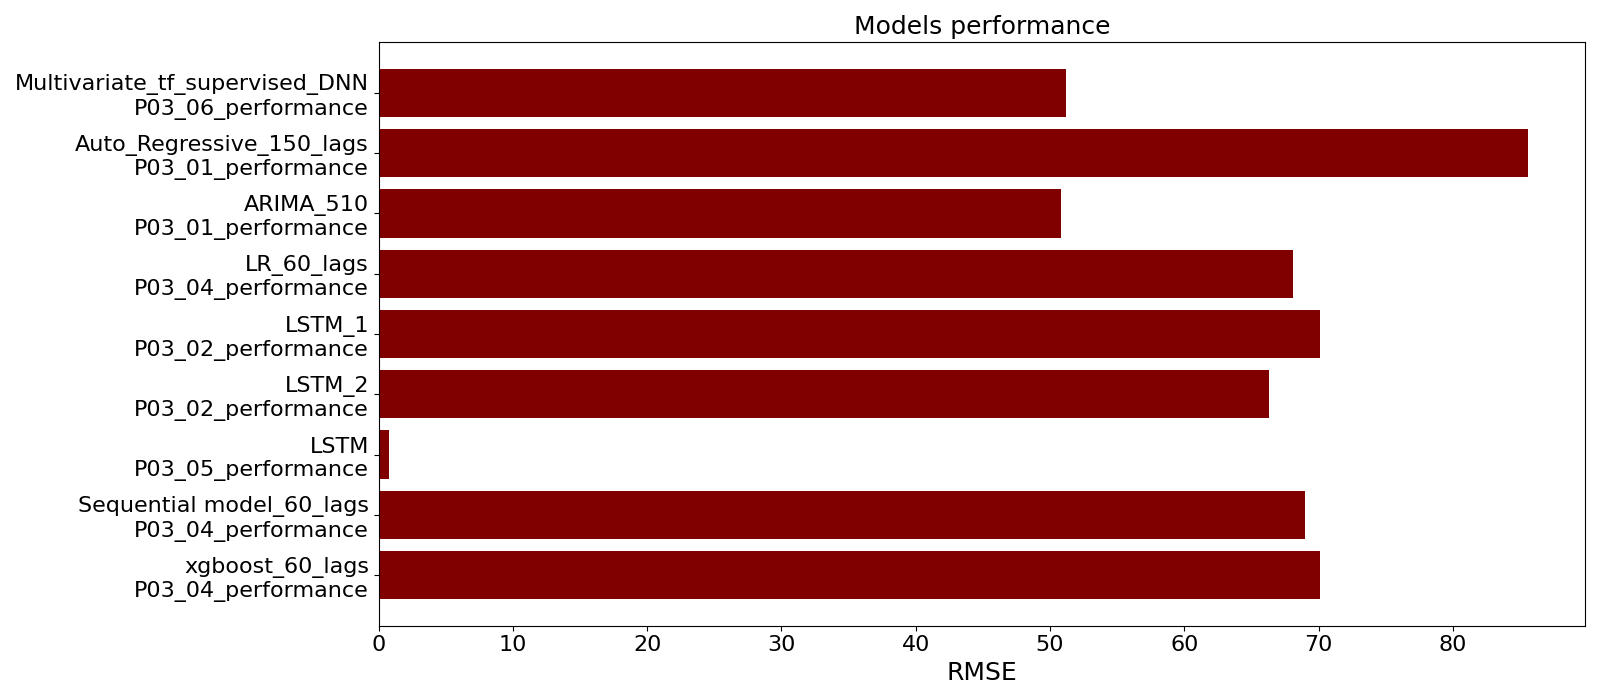 Models performance
Multivariate_tf_supervised_DNN
P03_06_performance
Auto_Regressive_150_lags
P03_01_performance
ARIMA_510
P03_01_performance
LR_60_lags
P03_04_performance
LSTM_1
P03_02_performance
LSTM_2
P03_02_performance
LSTM
P03_05_performance
Sequential model_60_lags
P03_04_performance
xgboost_60_lags
P03_04_performance
0 10 20 30 40 50 60 70 80
RMSE